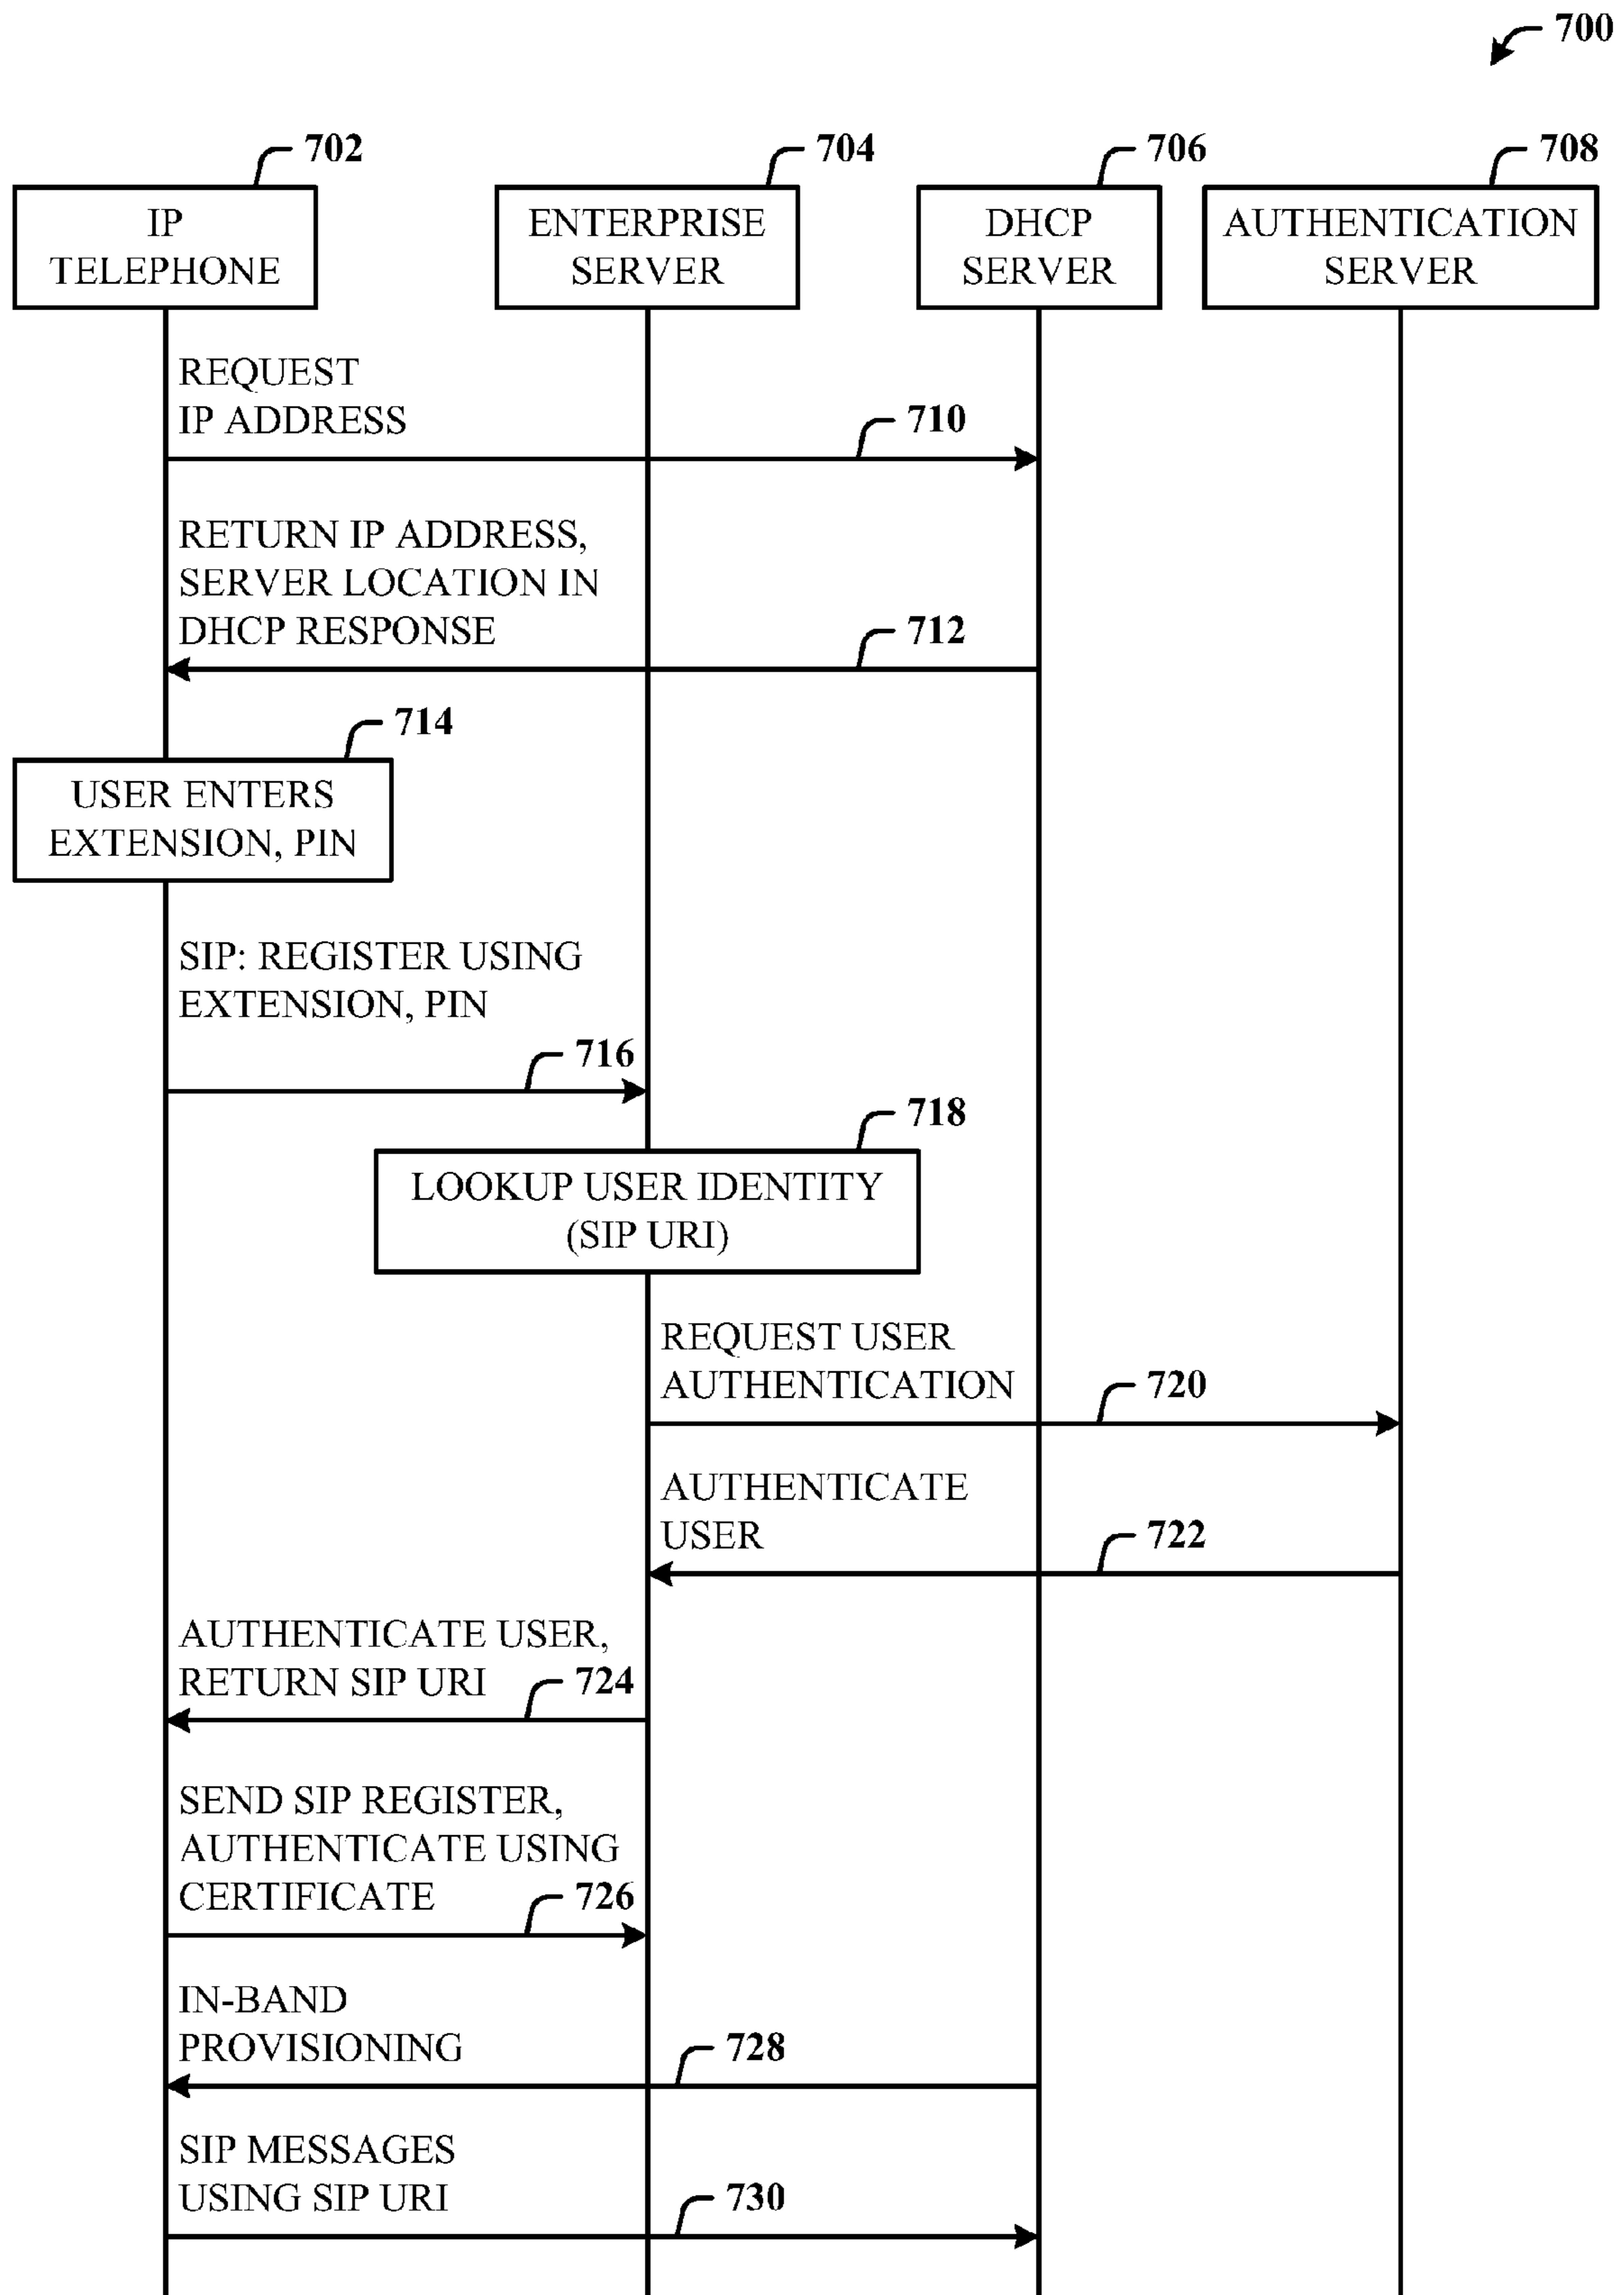 700
702
704
706
708
IP
TELEPHONE
ENTERPRISE
SERVER
DHCP
SERVER
AUTHENTICATION
SERVER
REQUEST
IP ADDRESS
710
RETURN IP ADDRESS,
SERVER LOCATION IN
DHCP RESPONSE
712
714
USER ENTERS
EXTENSION, PIN
SIP: REGISTER USING
EXTENSION, PIN
716
718
LOOKUP USER IDENTITY
(SIP URI)
REQUEST USER
AUTHENTICATION
720
AUTHENTICATE
USER
722
AUTHENTICATE USER,
RETURN SIP URI
724
SEND SIP REGISTER,
AUTHENTICATE USING
CERTIFICATE
726
IN-BAND
PROVISIONING
728
SIP MESSAGES
USING SIP URI
730